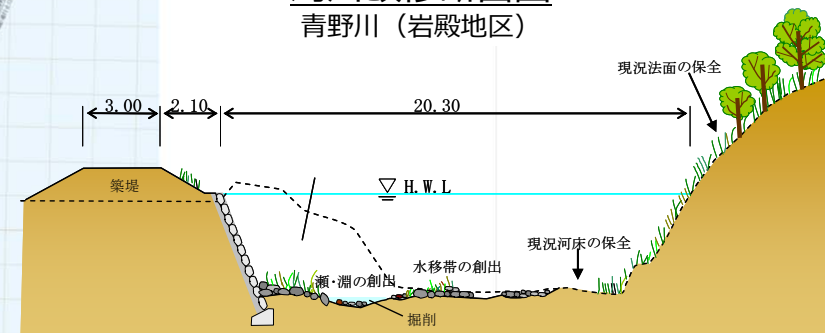 青野川（岩殿地区）
現況法面の保全
3.00 2.10 20.30
築堤
H.W.L
現況河床の保全
水移帯の創出
瀬・淵の創出
掘削